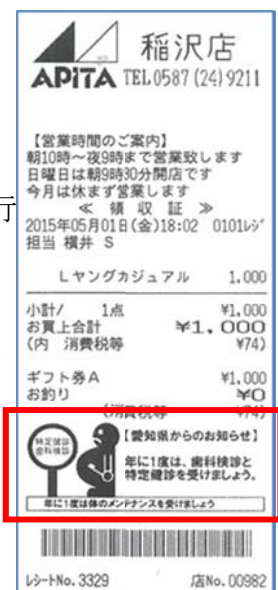 APITA 稲沢店
TEL 0587 (24) 9211
【営業時間のご案内】
朝10時~夜9時まで営業致します
日曜日は朝9時30分開店です
今月は休まず営業します
行
≪ 領 収 証 ≫
2015年05月01日(金)18:02 0101レジ
担当 横井 S
Lヤングカジュアル 1,000
小計/ 1点 ¥1,000
お買上合計 ¥1,000
(内 消費税等 ¥74)
ギフト券A ¥1,000
お釣り ¥0
(消費税等 ¥74)
特定健診
歯科検診
【愛知県からのお知らせ】
年に1度は、歯科検診と
特定健診を受けましょう。
年に1度は体のメンテナンスを受けましょう
レシートNo. 3329 店No. 00982